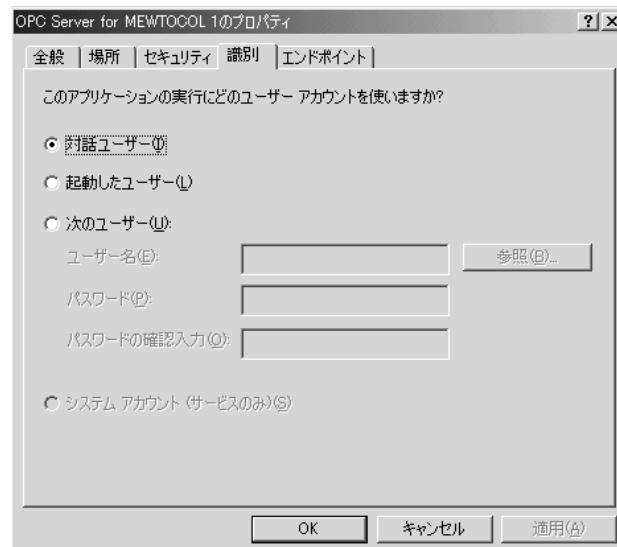 OPC Server for MEWTOCOL 1のプロパティ
全般 場所 セキュリティ 識別 エンドポイント
このアプリケーションの実行にどのユーザー アカウントを使いますか?
対話ユーザー(I)
起動したユーザー(L)
次のユーザー(U):
ユーザー名(E):
参照(B)...
パスワード(P):
パスワードの確認入力(O):
システム アカウント (サービスのみ)(S)
OK キャンセル 適用(A)